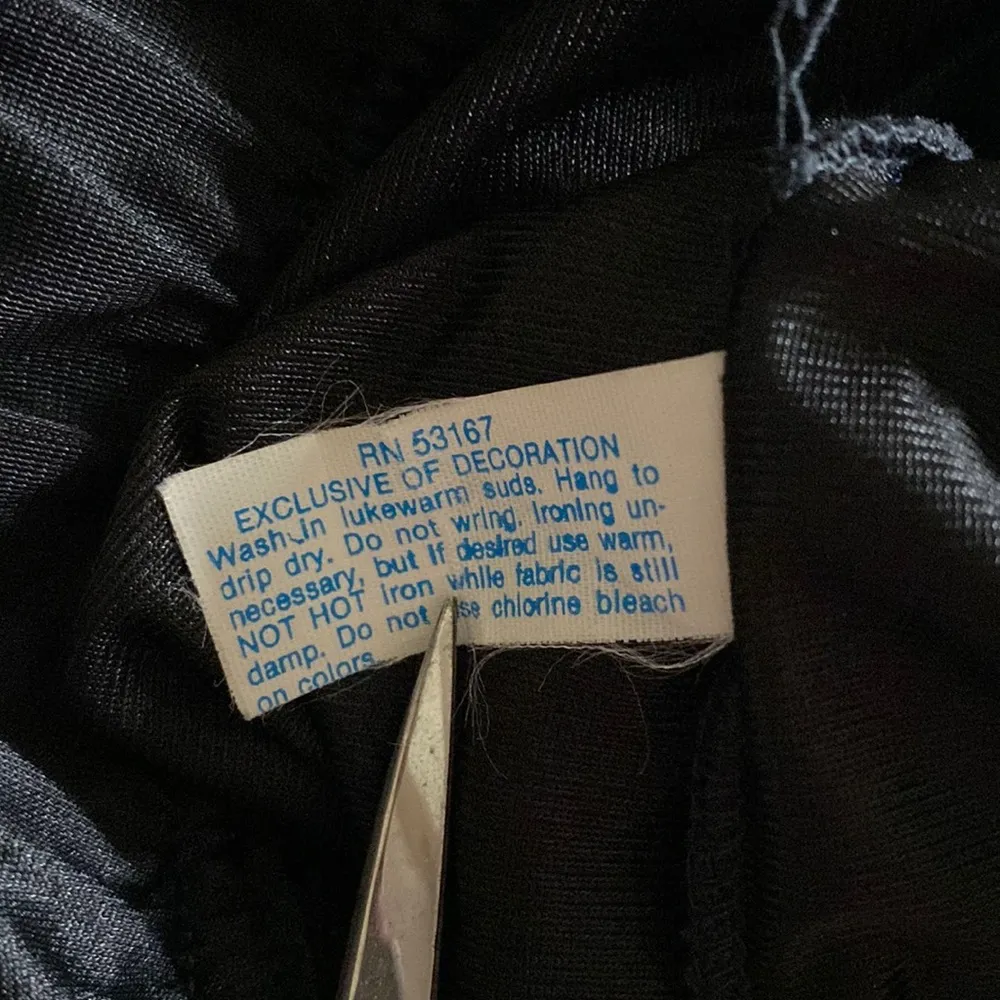 RN 53167
EXCLUSIVE OF DECORATION
Wash in lukewarm suds. Hang to
drip dry. Do not wring. Ironing un-
necessary, but if desired use warm,
NOT HOT iron while fabric is still
damp. Do not use chlorine bleach
on colors.